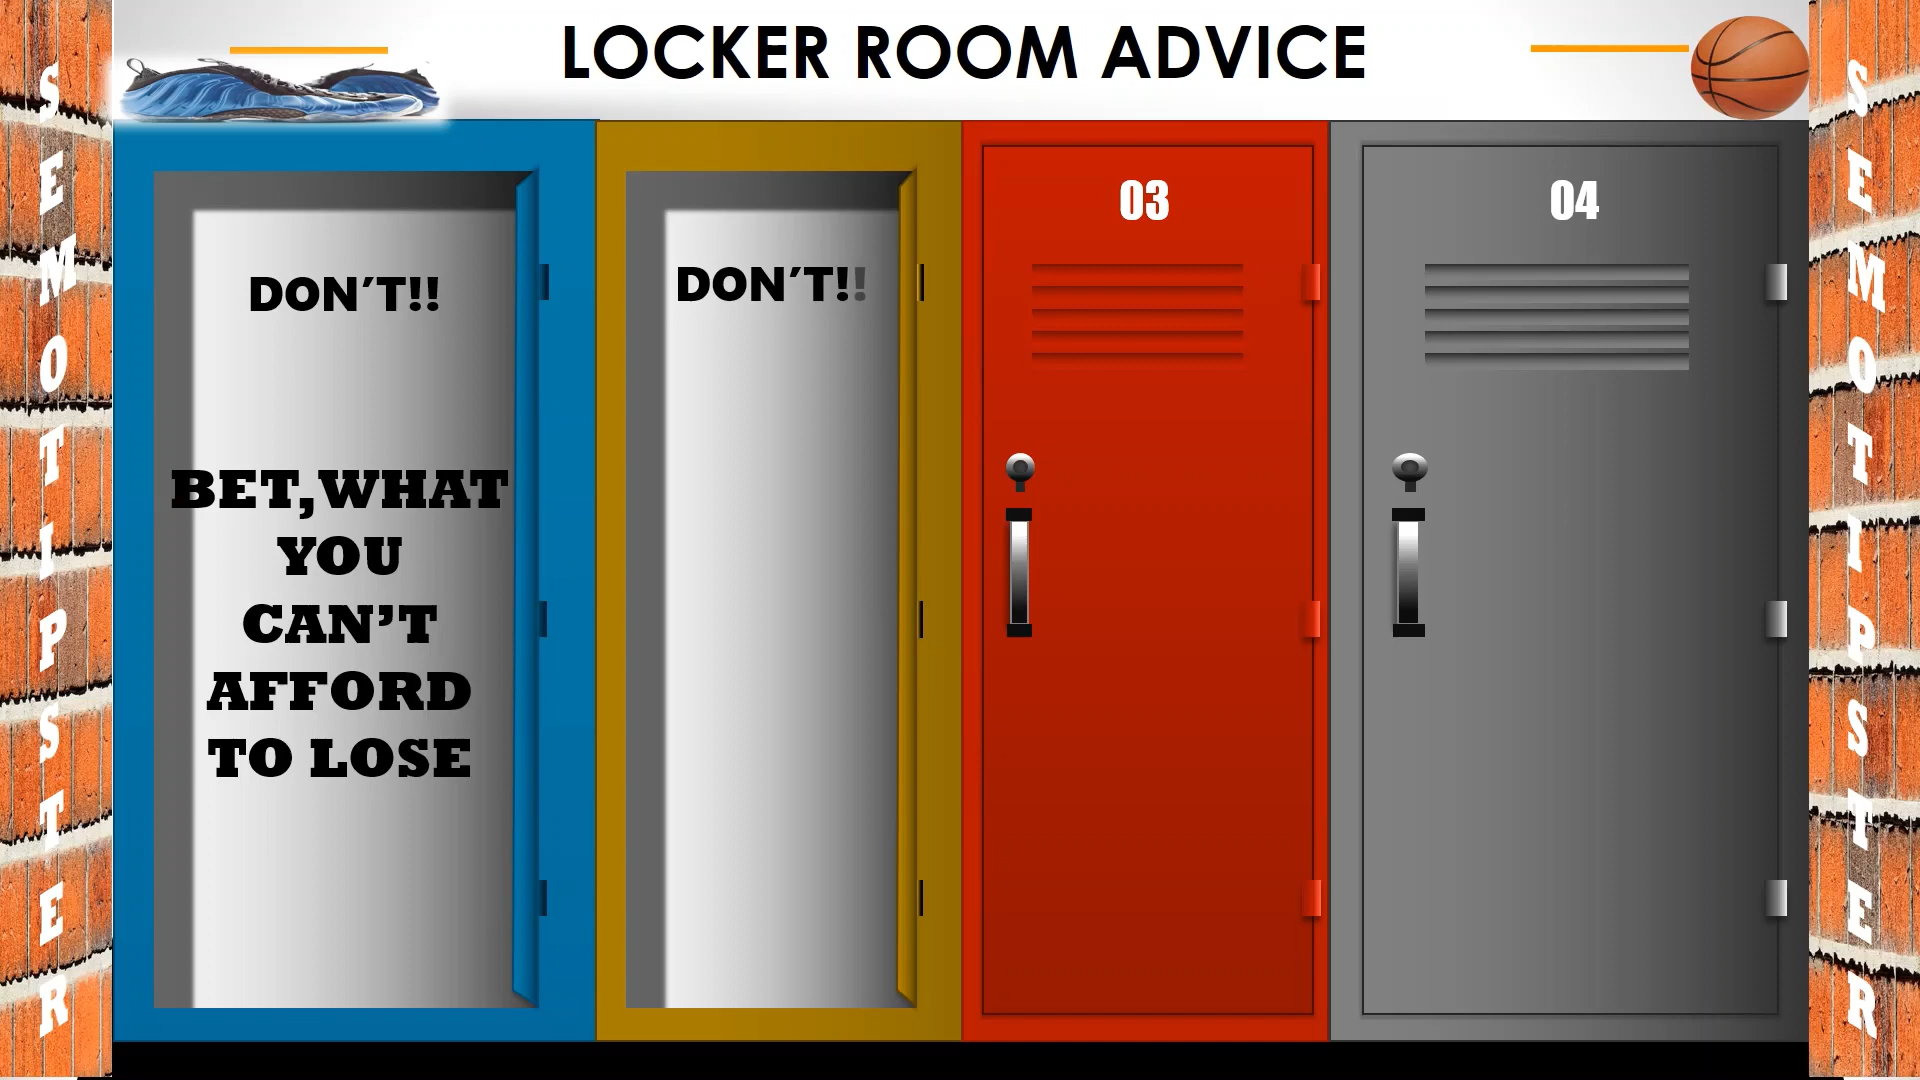 LOCKER ROOM ADVICE
SEMOTIPSTER
DON'T!!
BET,WHAT
YOU
CAN'T
AFFORD
TO LOSE
DON'T!!
03
04
SEMOTIPSTER